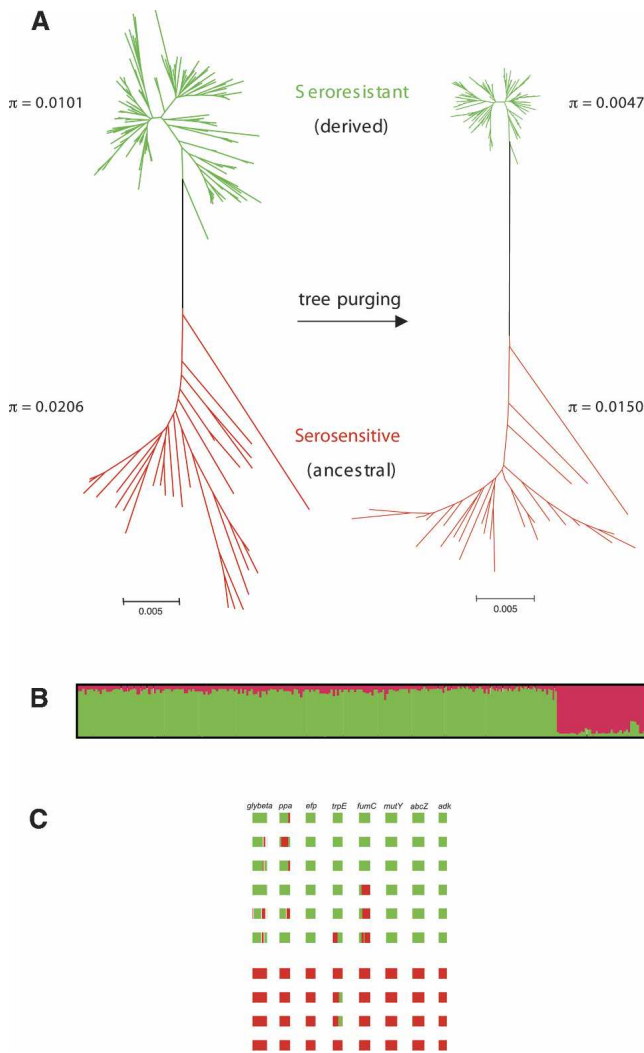 A
Seroresistant
π = 0.0101
π = 0.0047
(derived)
tree purging
π = 0.0206
π = 0.0150
Serosensitive
(ancestral)
0.005
0.005
B
C
glybeta ppa efp trpE fumC mutY abcZ adk